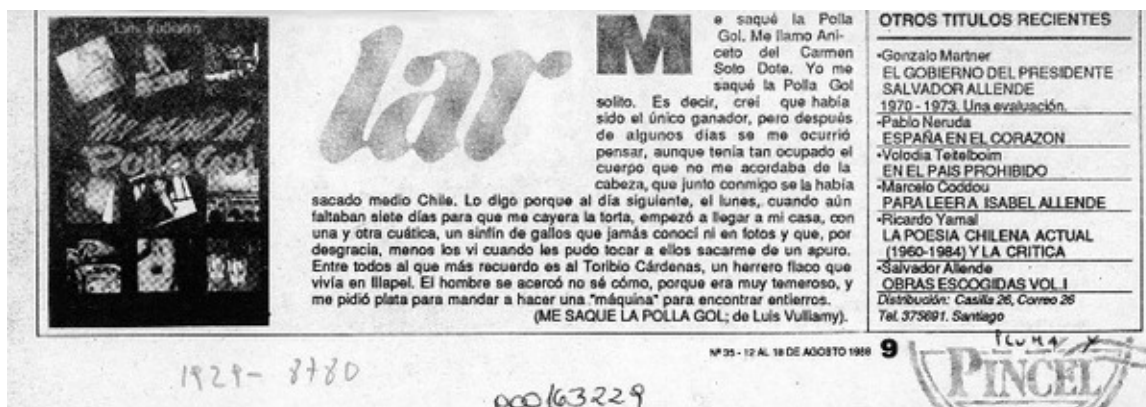 Luis Vulliamy
Me saqué la
Polla Gol
lar
Me saqué la Polla
Gol. Me llamo Ani-
ceto del Carmen
Soto Dote. Yo me
saqué la Polla Gol
solito. Es decir, creí que había
sido el único ganador, pero después
de algunos días se me ocurrió
pensar, aunque tenía tan ocupado el
cuerpo que no me acordaba de la
cabeza, que junto conmigo se la había
sacado medio Chile. Lo digo porque al día siguiente, el lunes, cuando aún
faltaban siete días para que me cayera la torta, empezó a llegar a mi casa, con
una y otra cuática, un sinfín de gallos que jamás conocí ni en fotos y que, por
desgracia, menos los vi cuando les pudo tocar a ellos sacarme de un apuro.
Entre todos al que más recuerdo es al Toribio Cárdenas, un herrero flaco que
vivía en Illapel. El hombre se acercó no sé cómo, porque era muy temeroso, y
me pidió plata para mandar a hacer una "máquina" para encontrar entierros.
(ME SAQUE LA POLLA GOL; de Luis Vulliamy).
OTROS TITULOS RECIENTES
•Gonzalo Martner
EL GOBIERNO DEL PRESIDENTE
SALVADOR ALLENDE
1970 - 1973. Una evaluación.
•Pablo Neruda
ESPAÑA EN EL CORAZON
•Volodia Teitelboim
EN EL PAIS PROHIBIDO
•Marcelo Coddou
PARA LEER A ISABEL ALLENDE
•Ricardo Yamal
LA POESIA CHILENA ACTUAL
(1960-1984) Y LA CRITICA
•Salvador Allende
OBRAS ESCOGIDAS VOL.I
Distribución: Casilla 26, Correo 26
Tel. 375691. Santiago
Nº 35 - 12 AL 18 DE AGOSTO 1988 9
PLUMA Y
PINCEL
1929- 8780
000163229